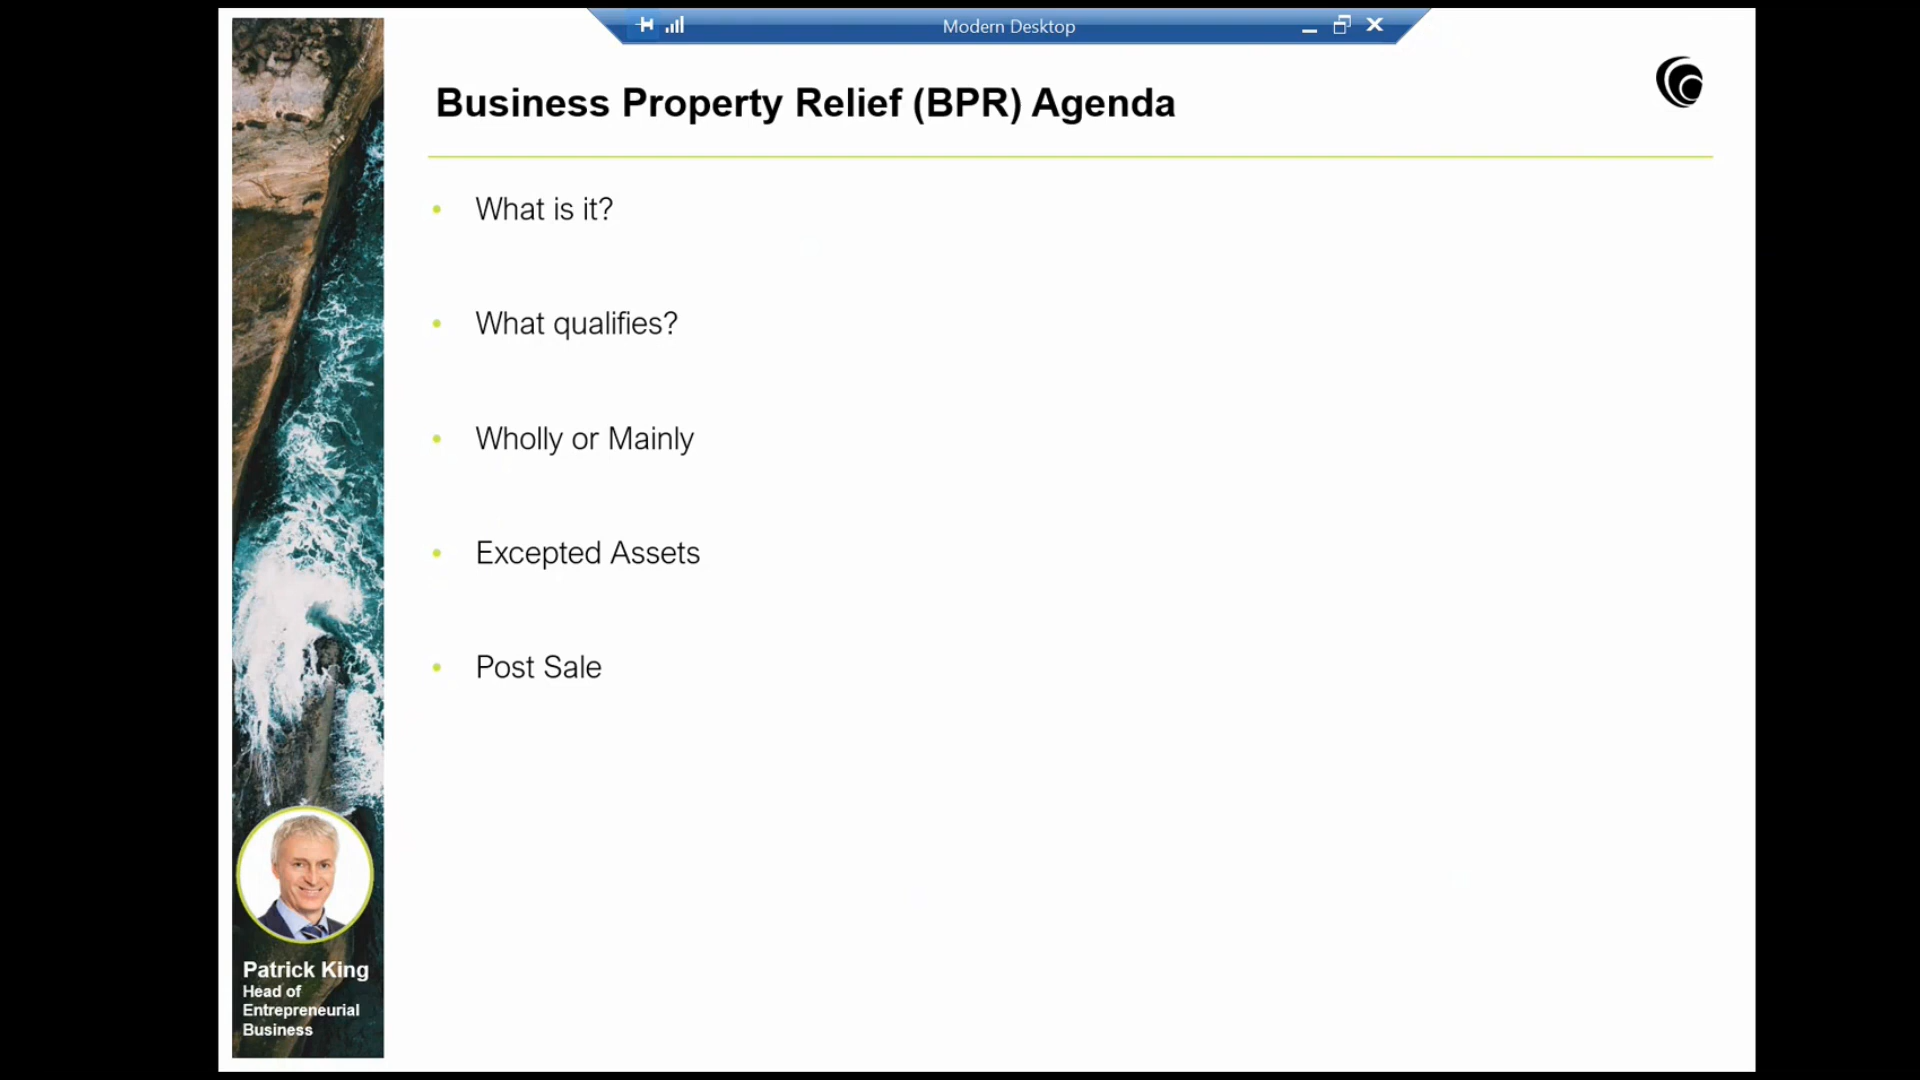 Modern Desktop
Business Property Relief (BPR) Agenda
• What is it?
• What qualifies?
• Wholly or Mainly
• Excepted Assets
• Post Sale
Patrick King
Head of
Entrepreneurial
Business